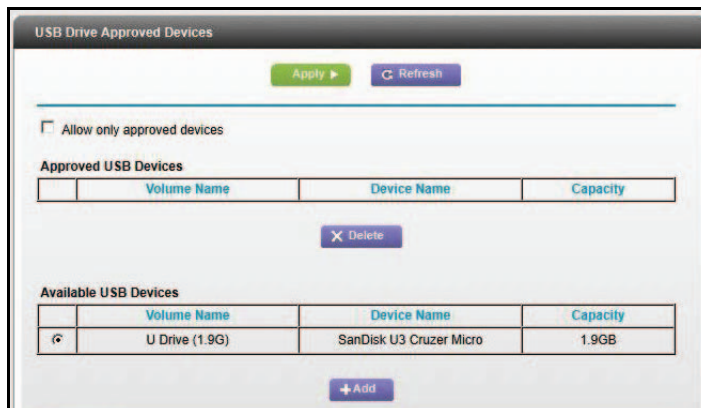 USB Drive Approved Devices
Apply Refresh
Allow only approved devices
Approved USB Devices
Volume Name Device Name Capacity
Delete
Available USB Devices
Volume Name Device Name Capacity
U Drive (1.9G) SanDisk U3 Cruzer Micro 1.9GB
+Add